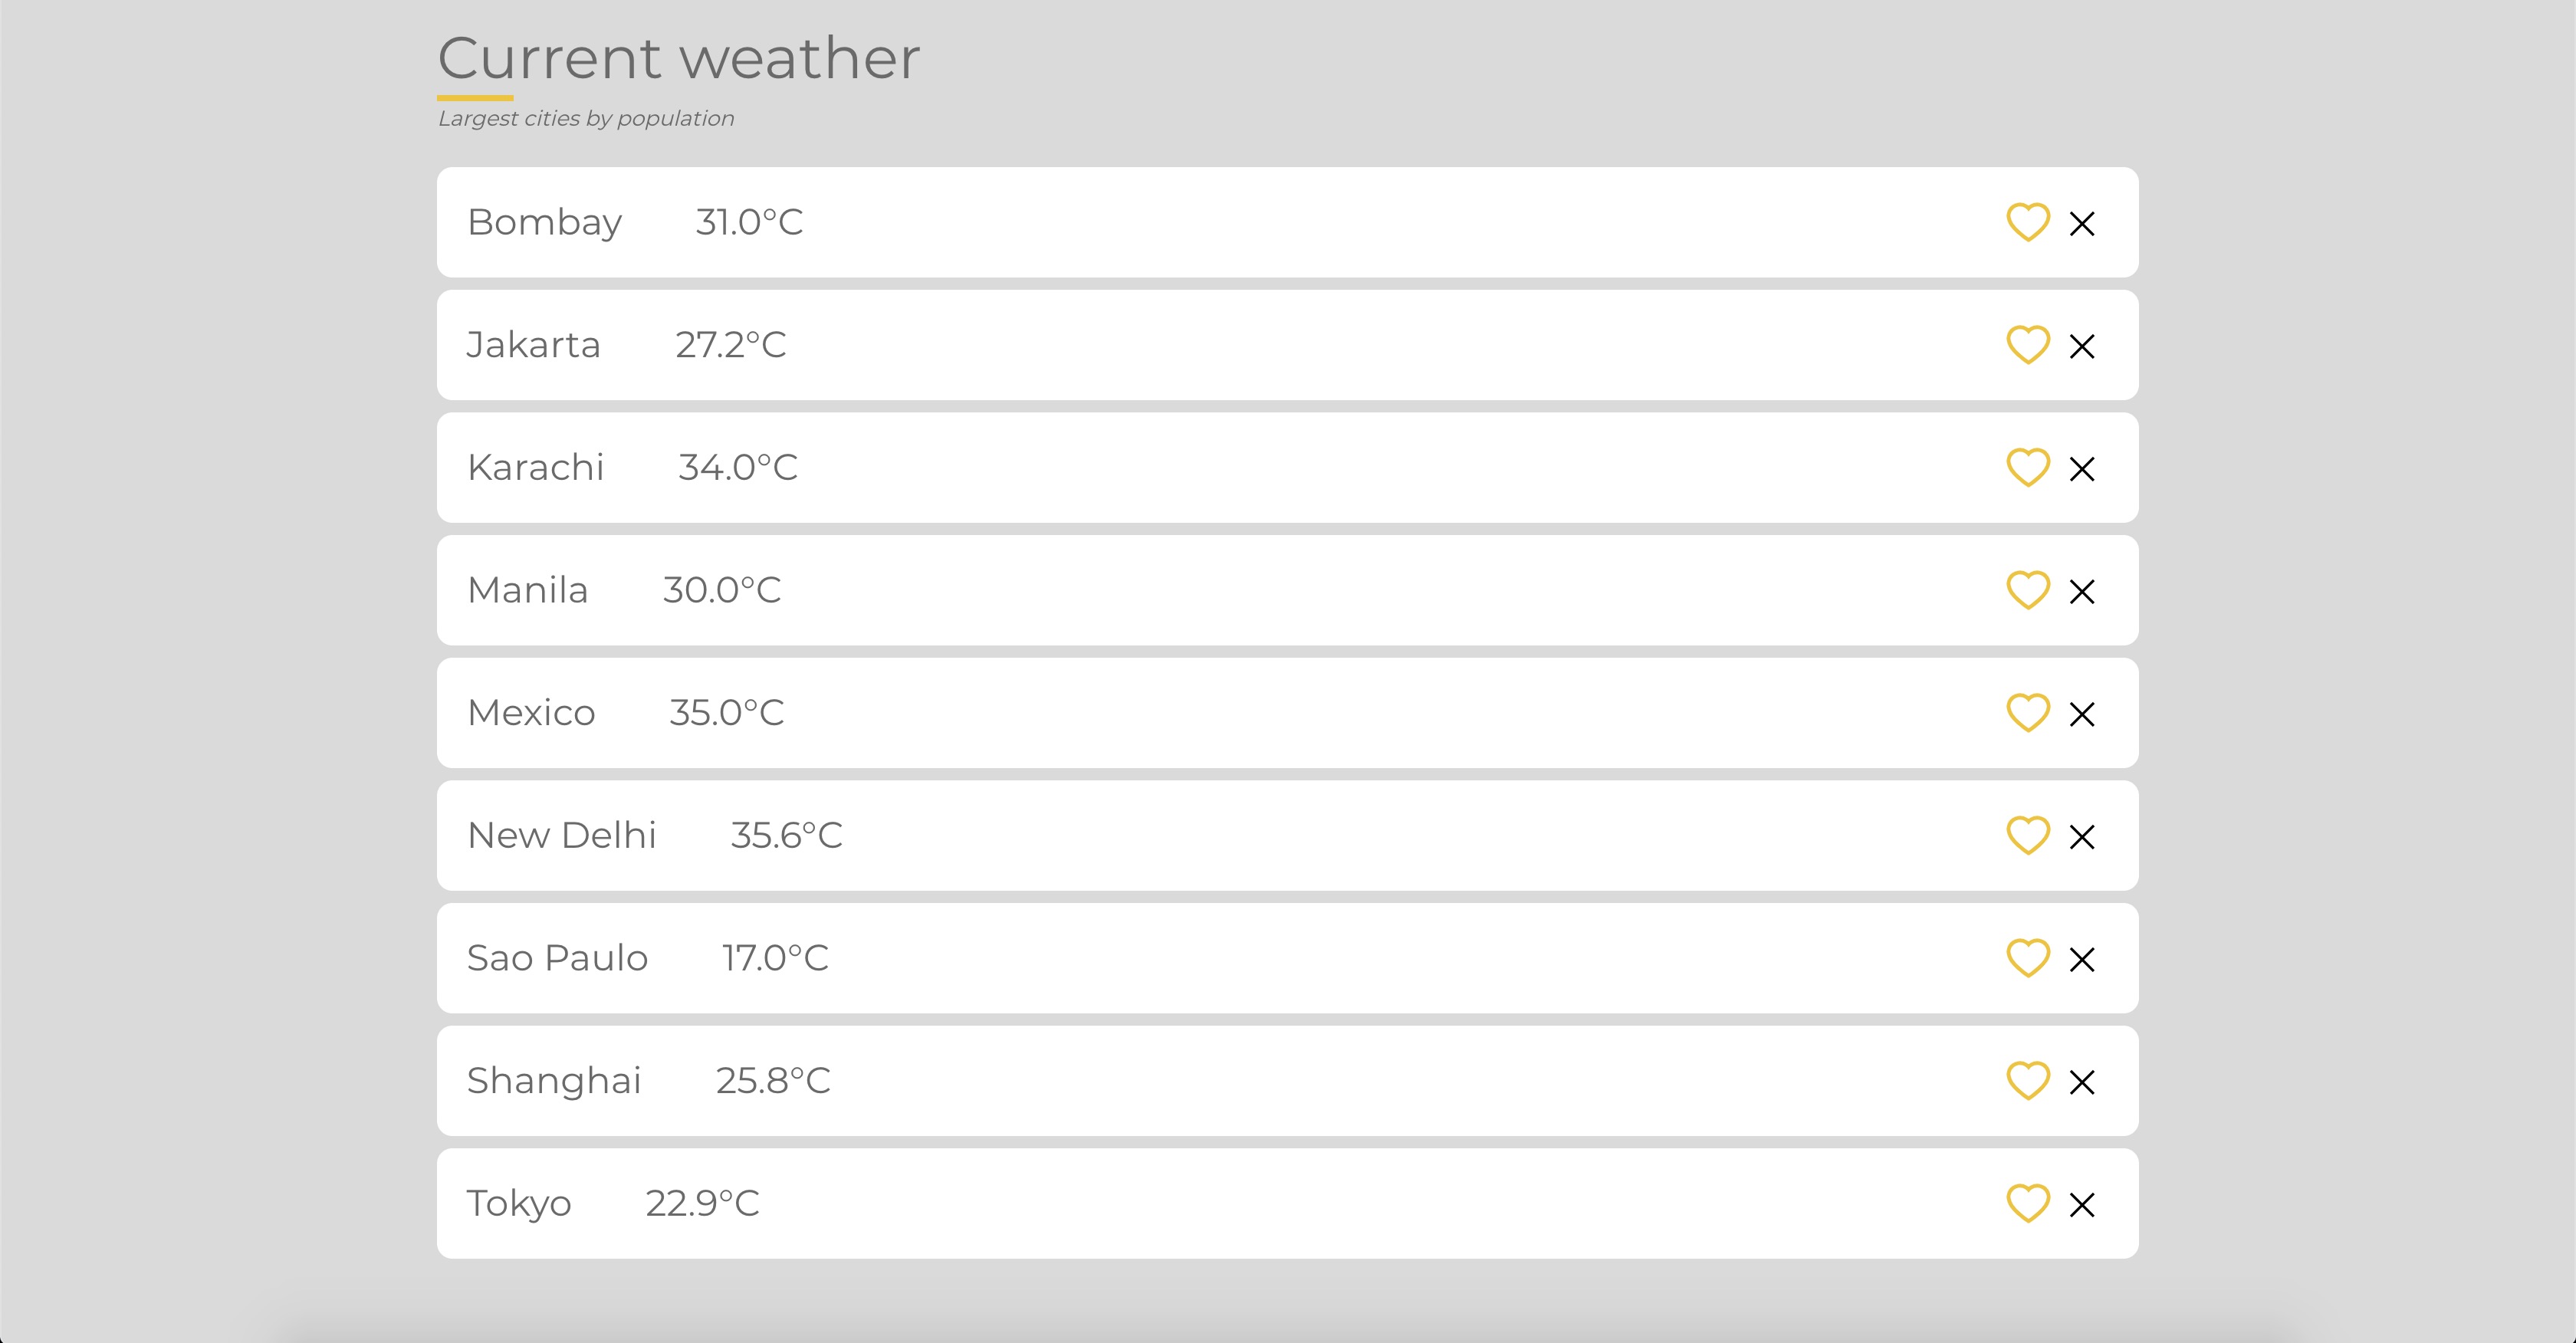 Current weather
Largest cities by population
Bombay 31.0°C
Jakarta 27.2°C
Karachi 34.0°C
Manila 30.0°C
Mexico 35.0°C
New Delhi 35.6°C
Sao Paulo 17.0°C
Shanghai 25.8°C
Tokyo 22.9°C